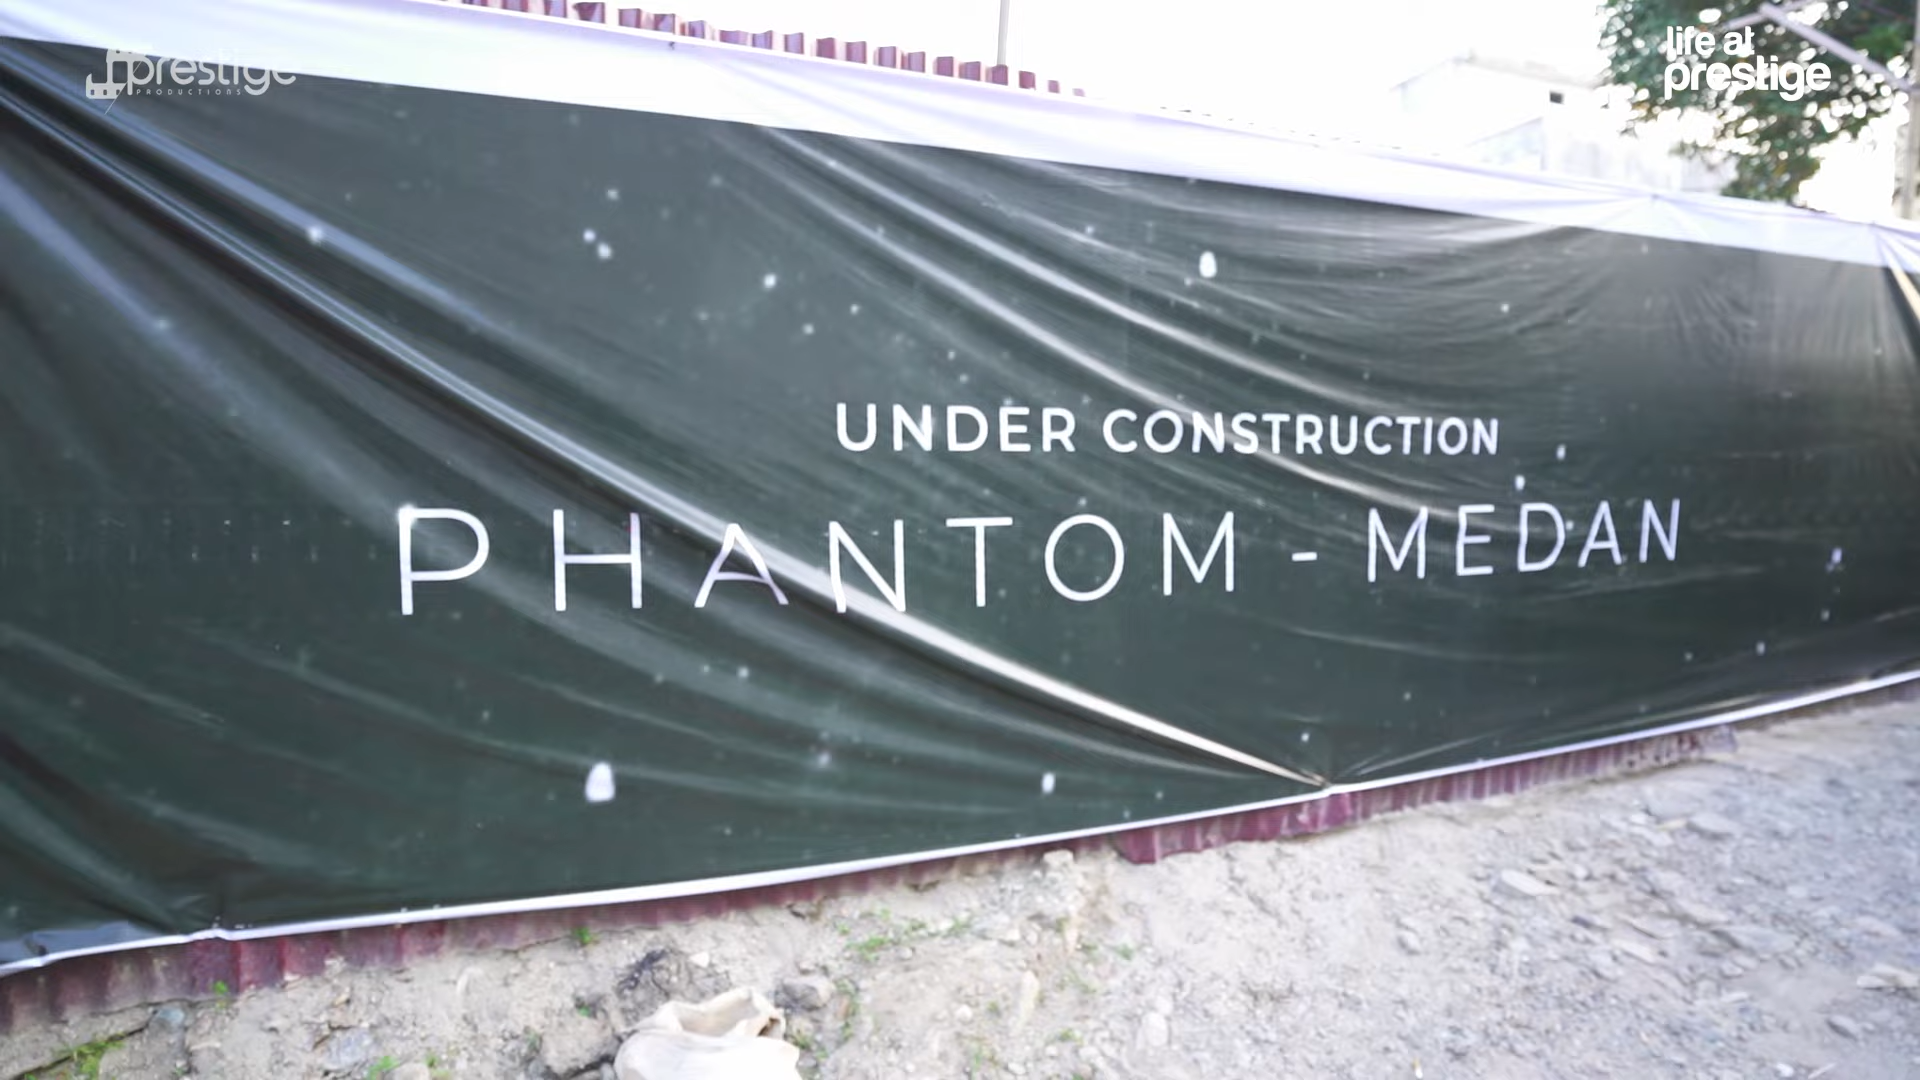 prestige
PRODUCTIONS
life at
prestige
UNDER CONSTRUCTION
PHANTOM - MEDAN